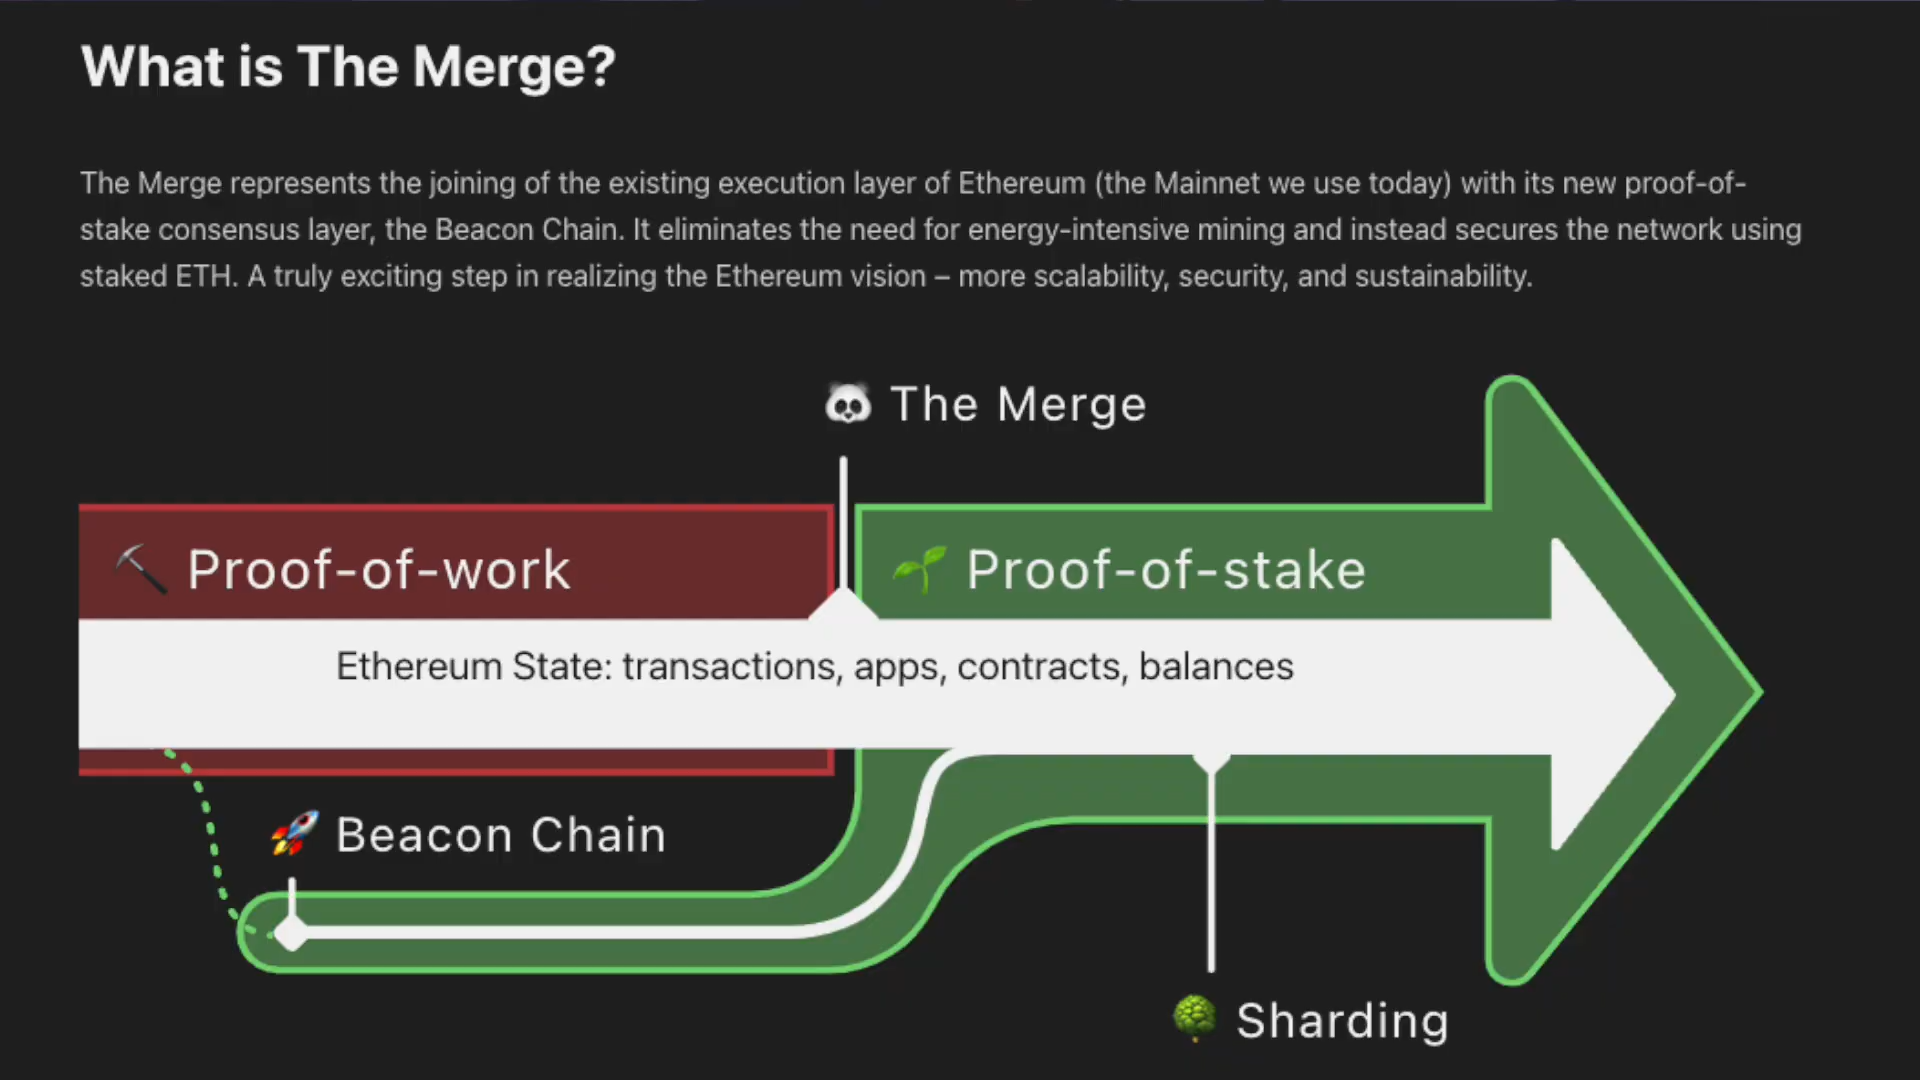 What is The Merge?
The Merge represents the joining of the existing execution layer of Ethereum (the Mainnet we use today) with its new proof-of-
stake consensus layer, the Beacon Chain. It eliminates the need for energy-intensive mining and instead secures the network using
staked ETH. A truly exciting step in realizing the Ethereum vision – more scalability, security, and sustainability.
The Merge
Proof-of-work
Proof-of-stake
Ethereum State: transactions, apps, contracts, balances
Beacon Chain
Sharding